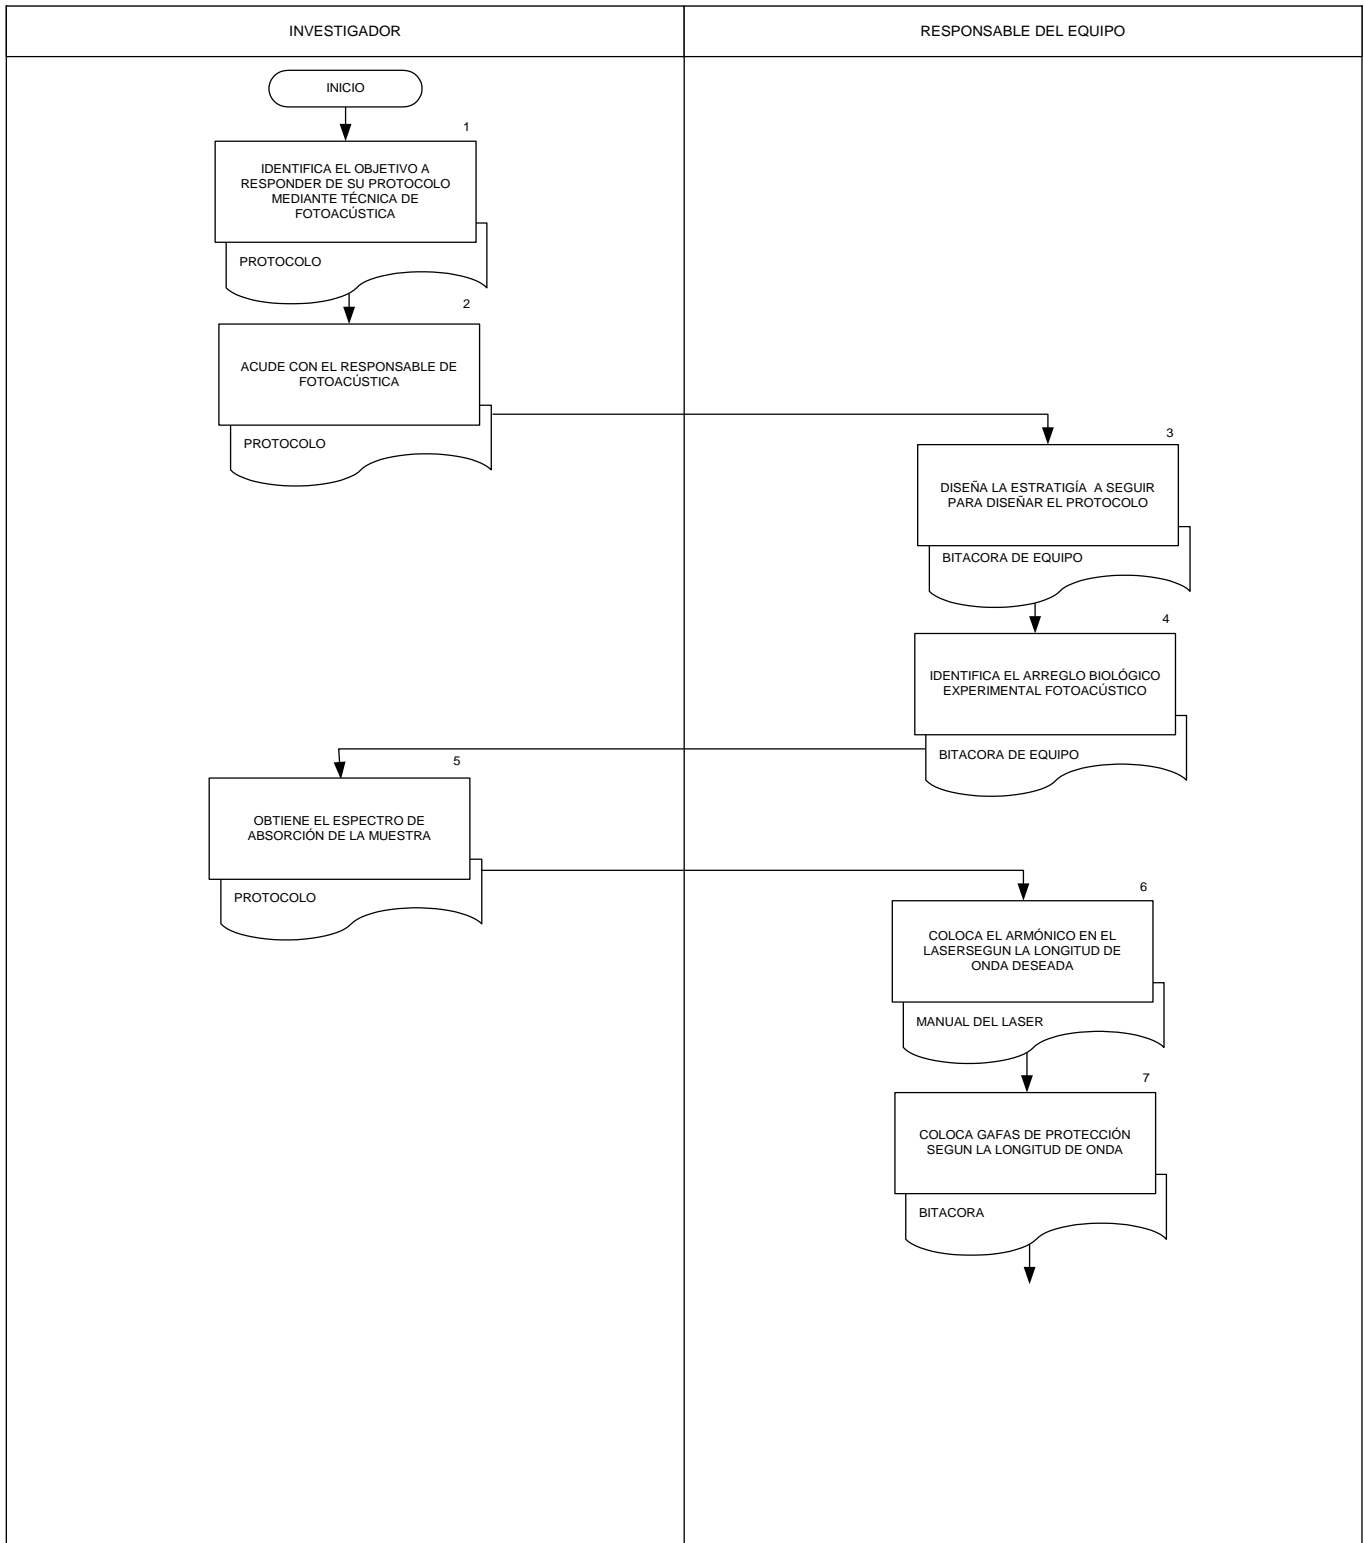 INVESTIGADOR
RESPONSABLE DEL EQUIPO
INICIO
1
IDENTIFICA EL OBJETIVO A
RESPONDER DE SU PROTOCOLO
MEDIANTE TÉCNICA DE
FOTOACÚSTICA
PROTOCOLO
2
ACUDE CON EL RESPONSABLE DE
FOTOACÚSTICA
PROTOCOLO
3
DISEÑA LA ESTRATIGÍA  A SEGUIR
PARA DISEÑAR EL PROTOCOLO
BITACORA DE EQUIPO
4
IDENTIFICA EL ARREGLO BIOLÓGICO
EXPERIMENTAL FOTOACÚSTICO
BITACORA DE EQUIPO
5
OBTIENE EL ESPECTRO DE
ABSORCIÓN DE LA MUESTRA
PROTOCOLO
6
COLOCA EL ARMÓNICO EN EL
LASERSEGUN LA LONGITUD DE
ONDA DESEADA
MANUAL DEL LASER
7
COLOCA GAFAS DE PROTECCIÓN
SEGUN LA LONGITUD DE ONDA
BITACORA